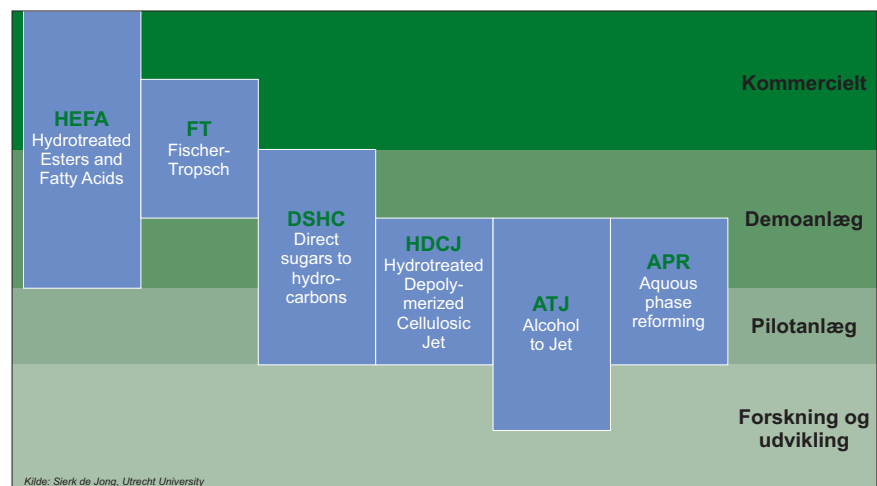 HEFA
Hydrotreated
Esters and
Fatty Acids
FT
Fischer-
Tropsch
DSHC
Direct
sugars to
hydro-
carbons
HDCJ
Hydrotreated
Depoly-
merized
Cellulosic
Jet
ATJ
Alcohol
to Jet
APR
Aquous
phase
reforming
Kommercielt
Demoanlæg
Pilotanlæg
Forskning og
udvikling
Kilde: Sierk de Jong, Utrecht University